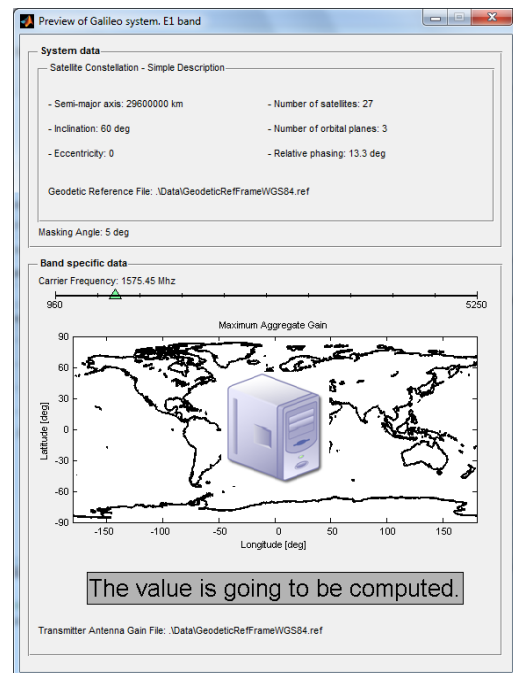 Preview of Galileo system. E1 band
System data
Satellite Constellation - Simple Description
- Semi-major axis: 29600000 km
- Number of satellites: 27
- Inclination: 60 deg
- Number of orbital planes: 3
- Eccentricity: 0
- Relative phasing: 13.3 deg
Geodetic Reference File: .\Data\GeodeticRefFrameWGS84.ref
Masking Angle: 5 deg
Band specific data
Carrier Frequency: 1575.45 Mhz
960
5250
Maximum Aggregate Gain
90
60
30
0
-30
-60
-90
Latitude [deg]
-150 -100 -50 0 50 100 150
Longitude [deg]
The value is going to be computed.
Transmitter Antenna Gain File: .\Data\GeodeticRefFrameWGS84.ref